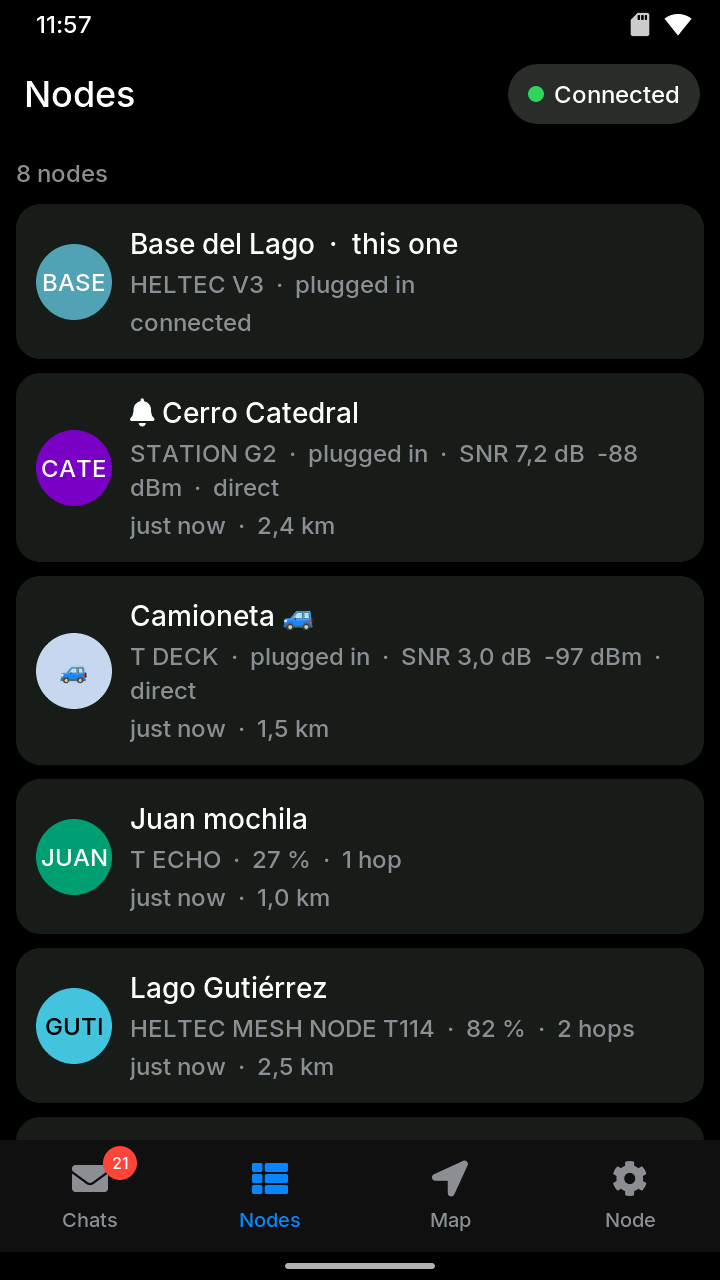 11:57
Nodes
Connected
8 nodes
BASE
Base del Lago · this one
HELTEC V3 · plugged in
connected
CATE
Cerro Catedral
STATION G2 · plugged in · SNR 7,2 dB -88
dBm · direct
just now · 2,4 km
Camioneta 🚙
T DECK · plugged in · SNR 3,0 dB -97 dBm ·
direct
just now · 1,5 km
JUAN
Juan mochila
T ECHO · 27 % · 1 hop
just now · 1,0 km
GUTI
Lago Gutiérrez
HELTEC MESH NODE T114 · 82 % · 2 hops
just now · 2,5 km
21
Chats
Nodes
Map
Node